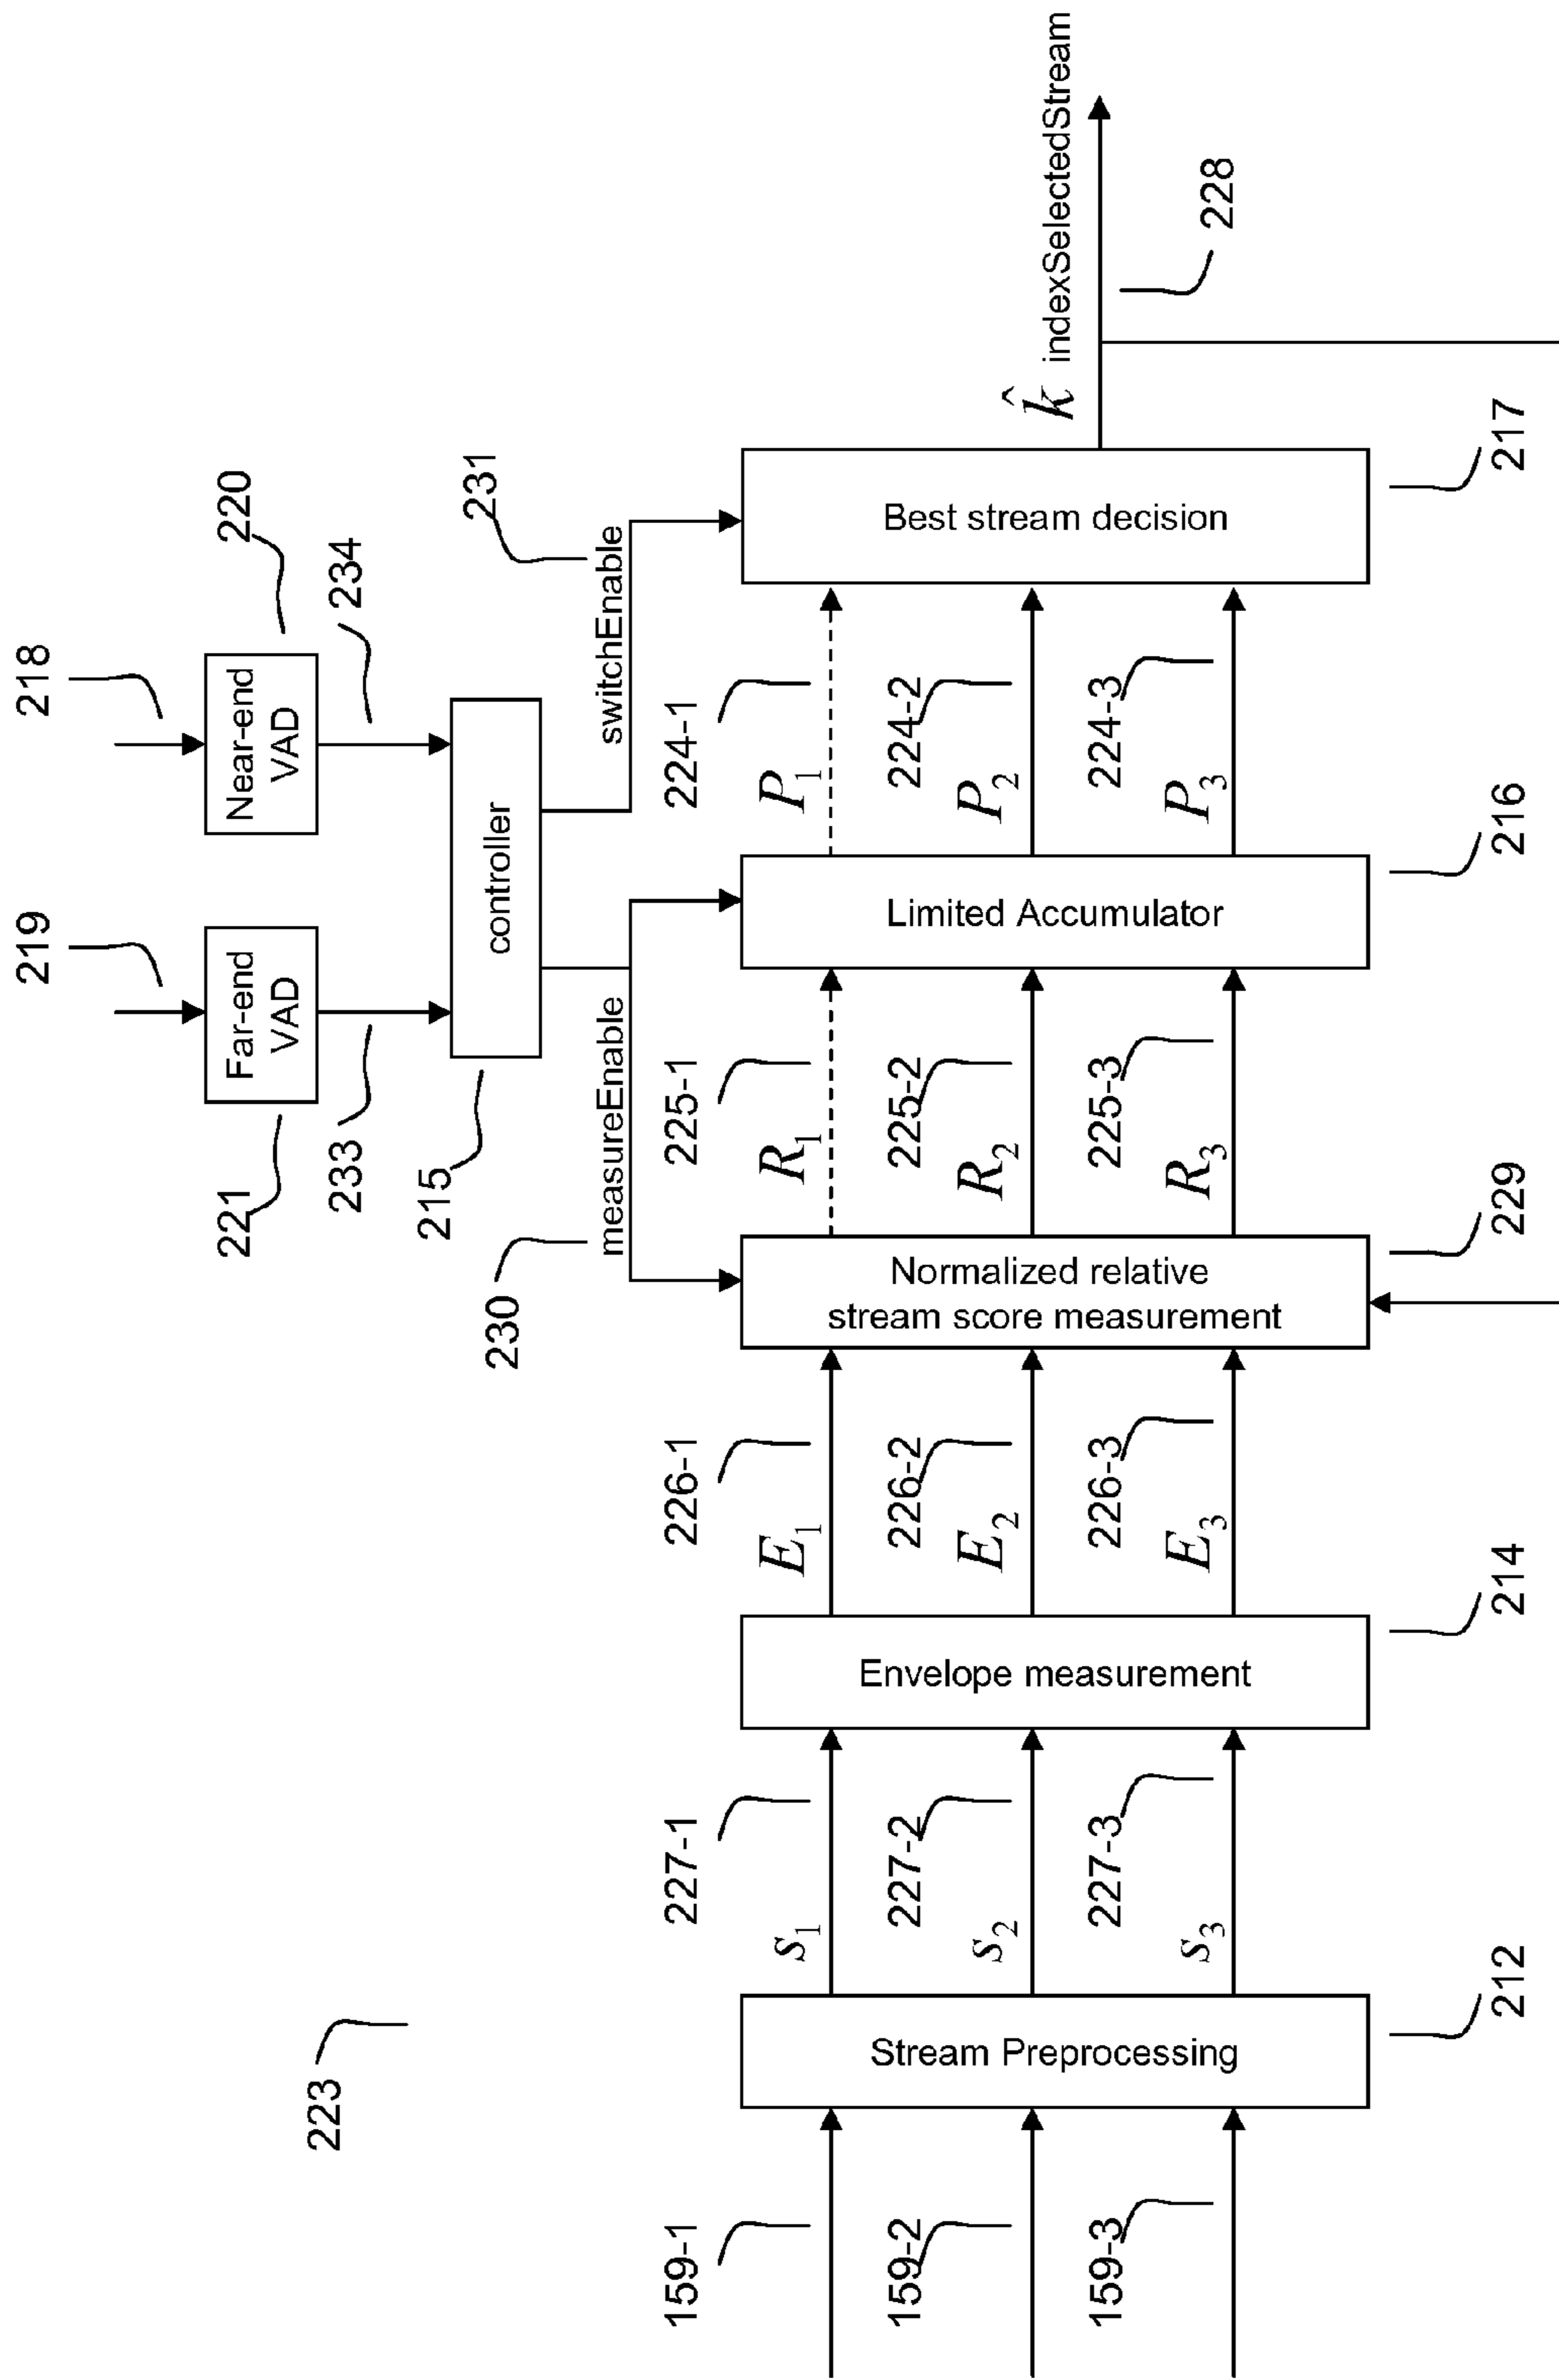 218
219
220
Near-end
VAD
Far-end
VAD
221
234
233
controller
215
231
switchEnable
measureEnable
230
223
159-1
159-2
159-3
Stream Preprocessing
212
227-1
s₁
227-2
s₂
227-3
s₃
Envelope measurement
214
226-1
E₁
226-2
E₂
226-3
E₃
Normalized relative
stream score measurement
229
225-1
R₁
225-2
R₂
225-3
R₃
Limited Accumulator
216
224-1
P₁
224-2
P₂
224-3
P₃
Best stream decision
217
k̂ indexSelectedStream
228